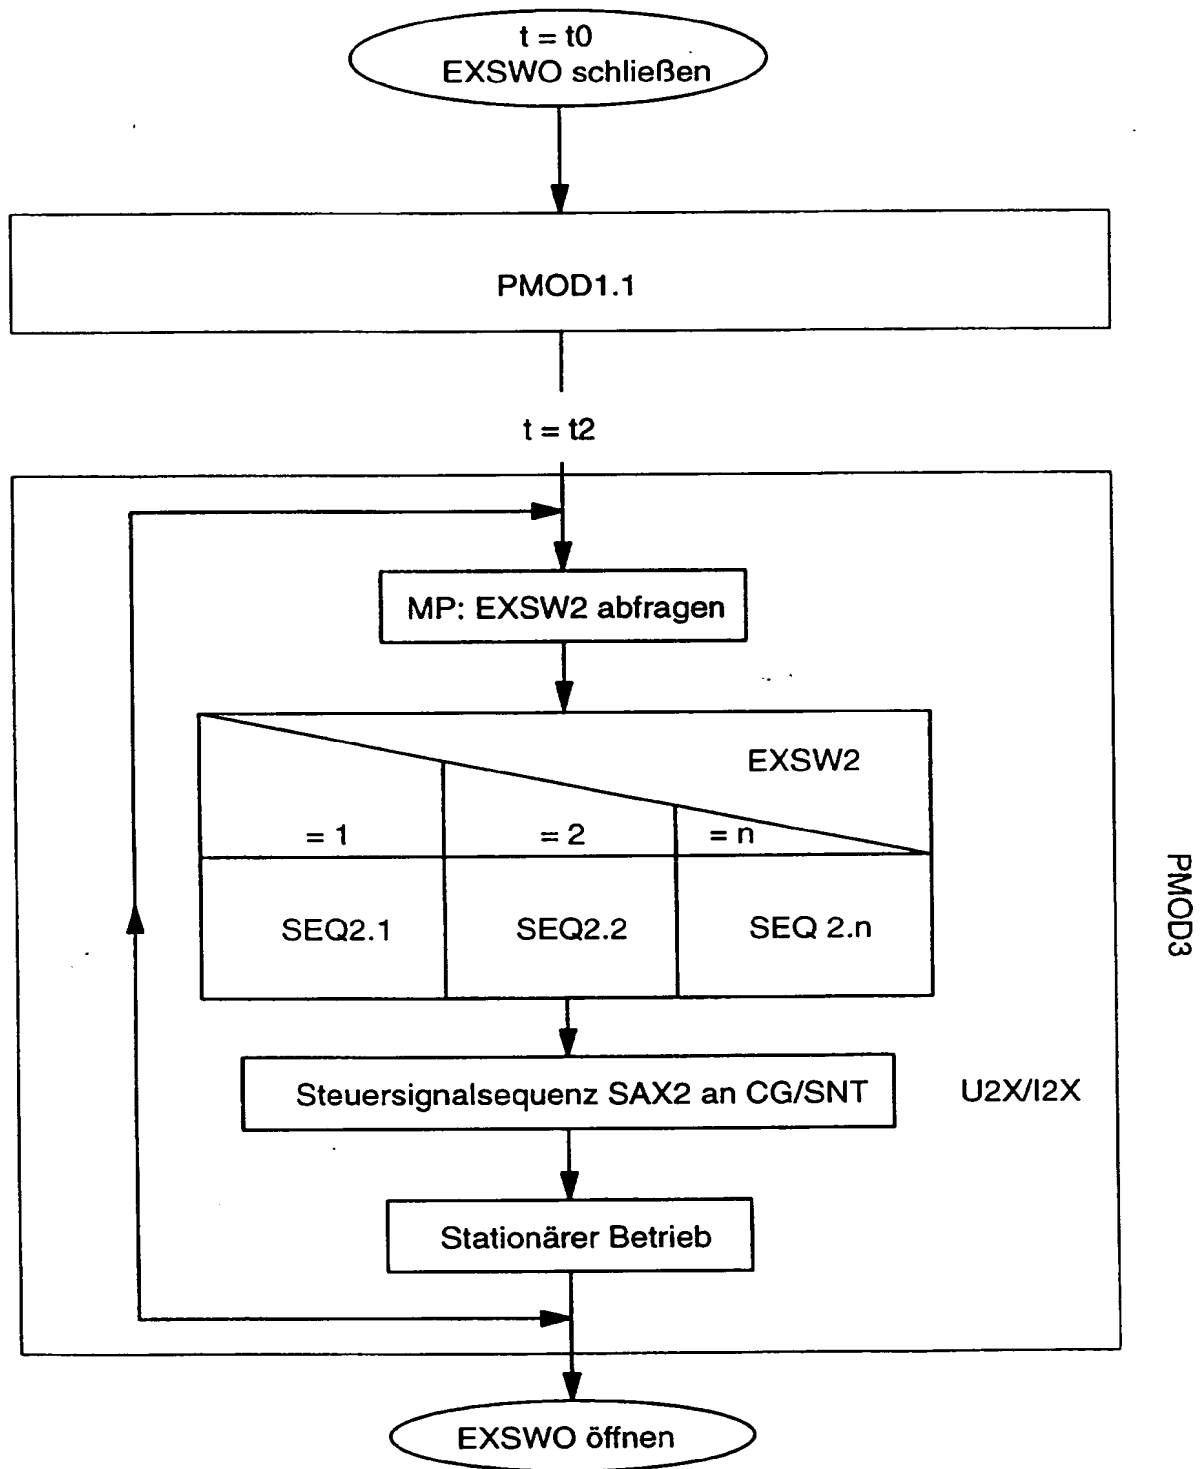 t = t0
EXSWO schließen
PMOD1.1
t = t2
MP: EXSW2 abfragen
EXSW2
= 1
= 2
= n
SEQ2.1
SEQ2.2
SEQ 2.n
PMOD3
Steuersignalsequenz SAX2 an CG/SNT
U2X/I2X
Stationärer Betrieb
EXSWO öffnen